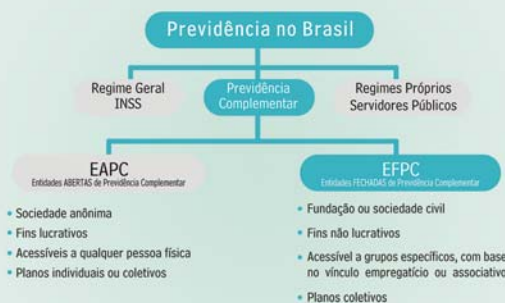 Previdência no Brasil
Regime Geral
INSS
Previdência
Complementar
Regimes Próprios
Servidores Públicos
EAPC
Entidades ABERTAS de Previdência Complementar
• Sociedade anônima
• Fins lucrativos
• Acessíveis a qualquer pessoa física
• Planos individuais ou coletivos
EFPC
Entidades FECHADAS de Previdência Complementar
• Fundação ou sociedade civil
• Fins não lucrativos
• Acessível a grupos específicos, com base
no vínculo empregatício ou associativo
• Planos coletivos